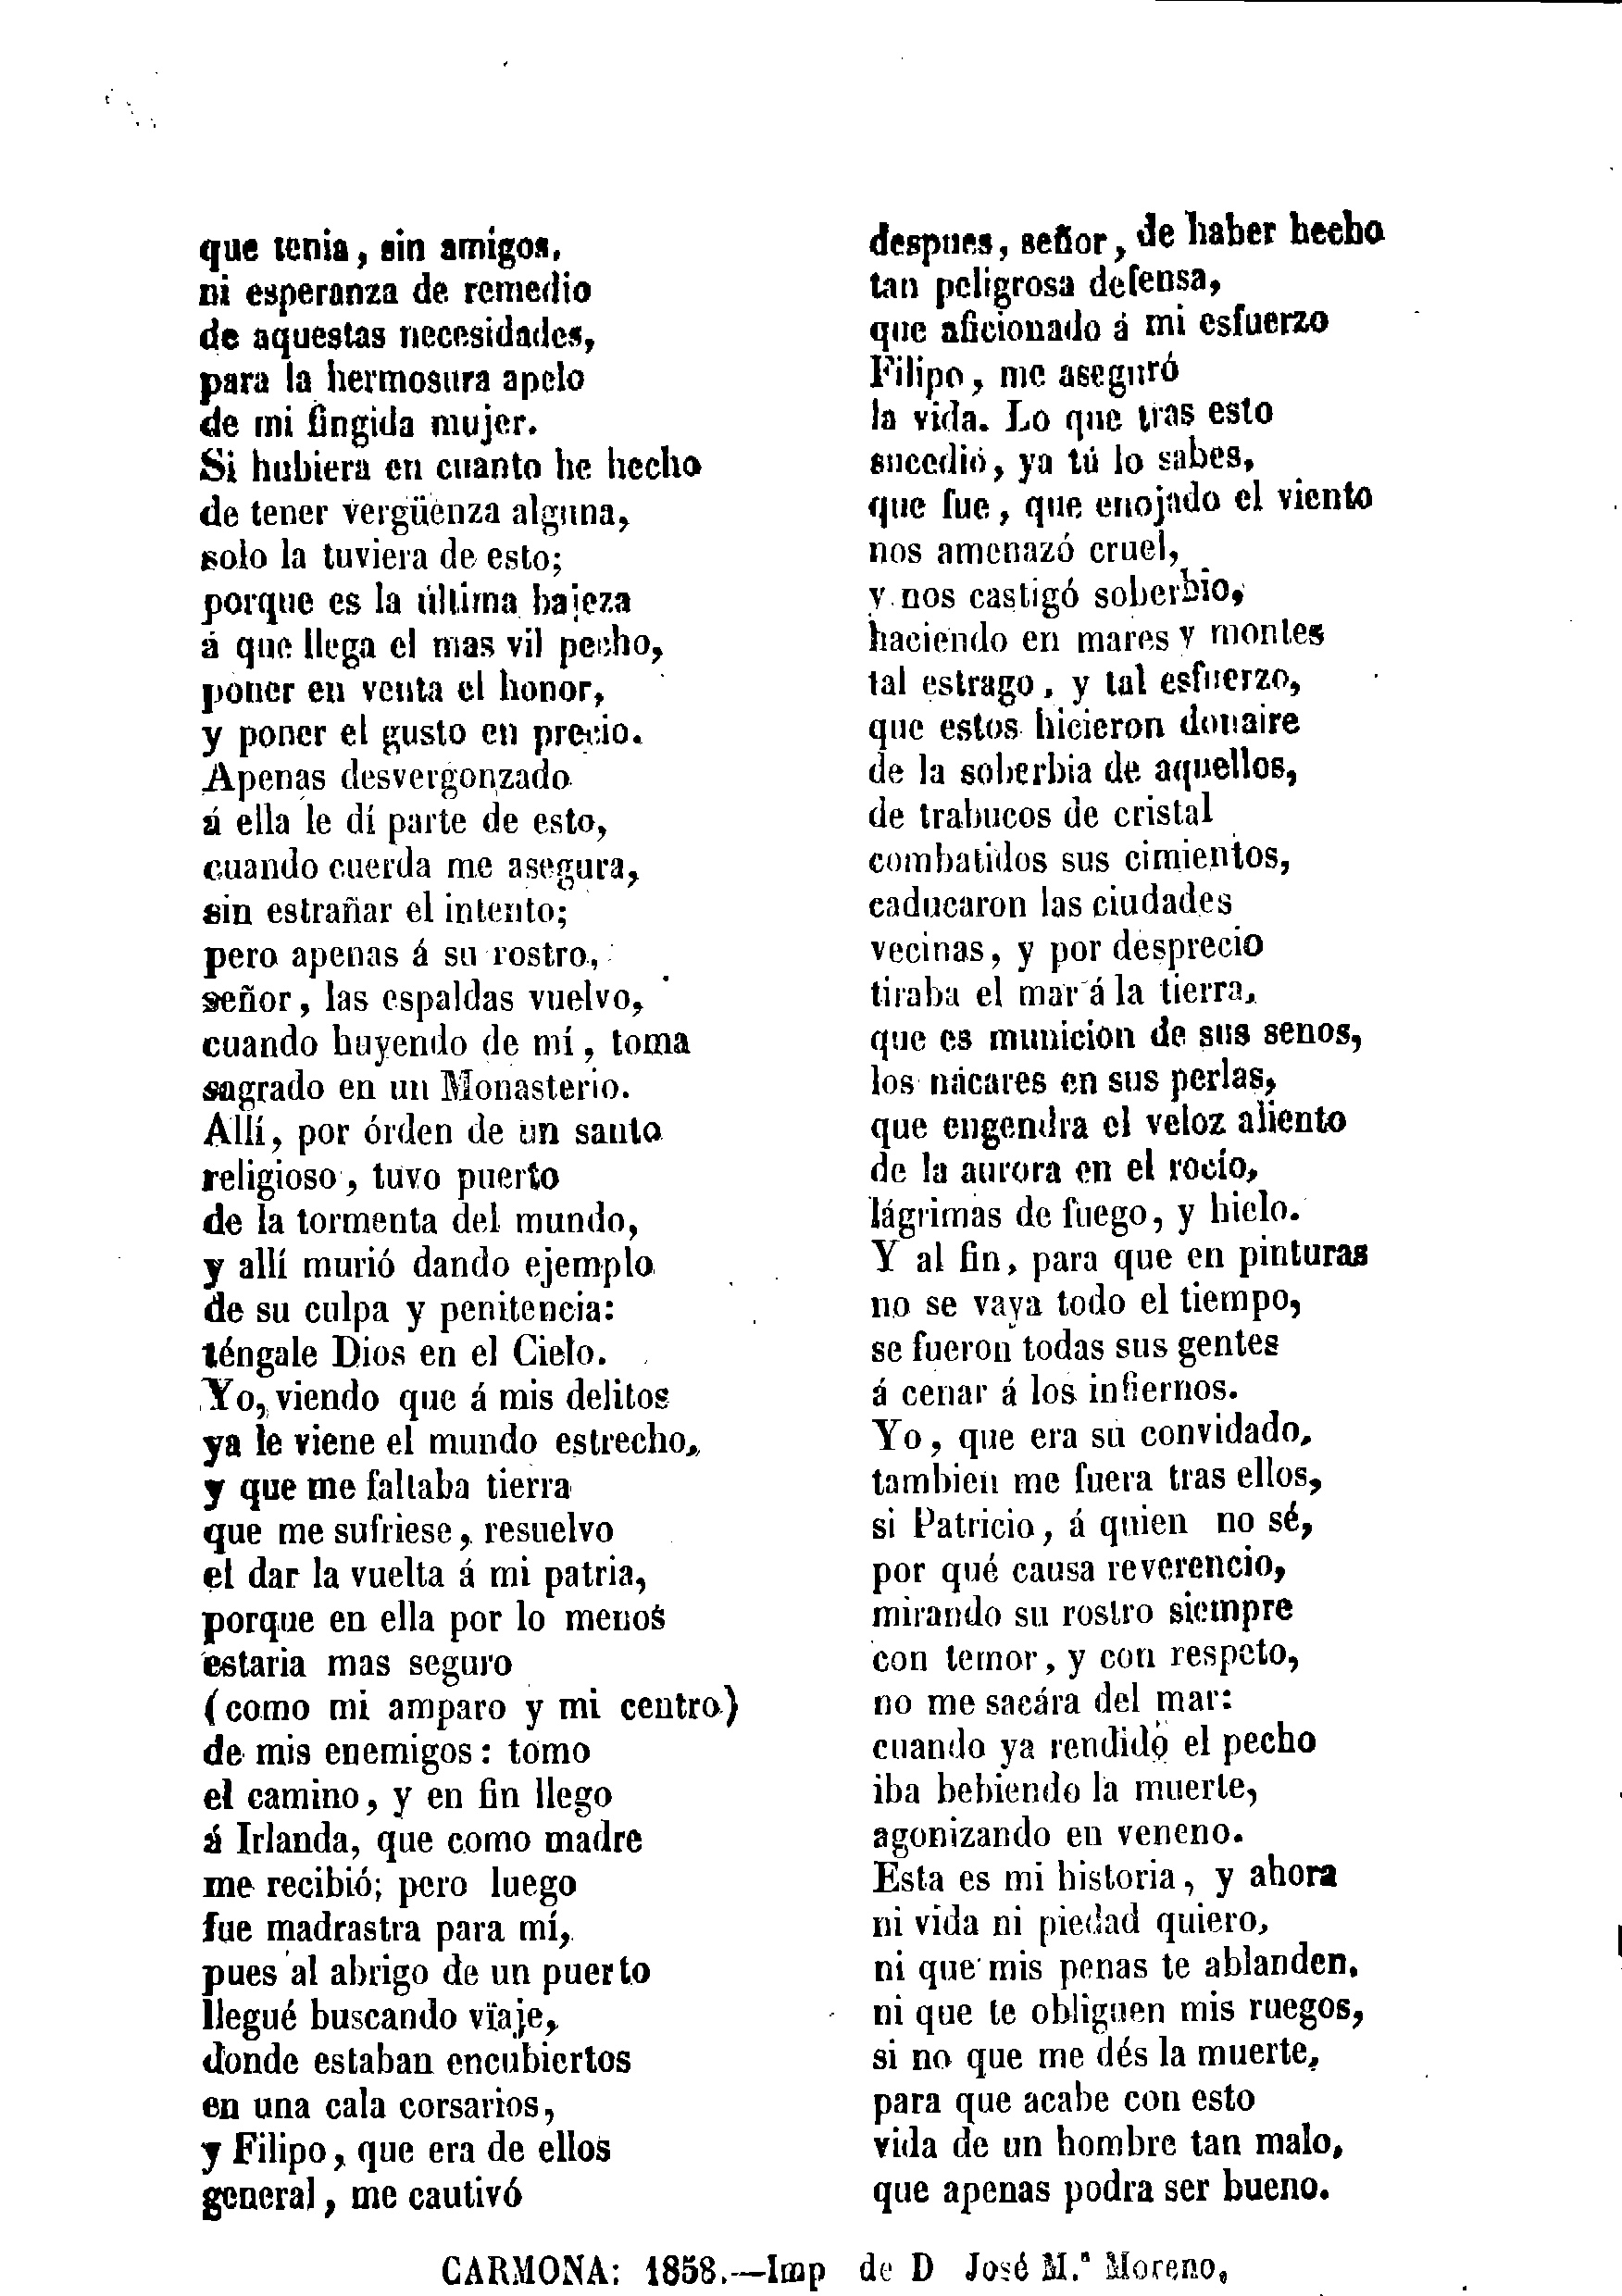 que tenia, sin amigos,
ni esperanza de remedio
de aquestas necesidades,
para la hermosura apelo
de mi fingida mujer.
Si hubiera en cuanto he hecho
de tener vergüenza alguna,
solo la tuviera de esto;
porque es la última bajeza
á que llega el mas vil pecho,
poner en venta el honor,
y poner el gusto en precio.
Apenas desvergonzado
á ella le dí parte de esto,
cuando cuerda me asegura,
sin estrañar el intento;
pero apenas á su rostro,
señor, las espaldas vuelvo,
cuando huyendo de mí, toma
sagrado en un Monasterio.
Allí, por órden de un santo
religioso, tuvo puerto
de la tormenta del mundo,
y allí murió dando ejemplo
de su culpa y penitencia:
téngale Dios en el Cielo.
Yo, viendo que á mis delitos
ya le viene el mundo estrecho,
y que me faltaba tierra
que me sufriese, resuelvo
el dar la vuelta á mi patria,
porque en ella por lo menos
estaria mas seguro
(como mi amparo y mi centro)
de mis enemigos: tomo
el camino, y en fin llego
á Irlanda, que como madre
me recibió; pero luego
fue madrastra para mí,
pues al abrigo de un puerto
llegué buscando vïaje,
donde estaban encubiertos
en una cala corsarios,
y Filipo, que era de ellos
general, me cautivó
despues, señor, de haber hecho
tan peligrosa defensa,
que aficionado á mi esfuerzo
Filipo, me aseguró
la vida. Lo que tras esto
sucedió, ya tú lo sabes,
que fue, que enojado el viento
nos amenazó cruel,
y nos castigó soberbio,
haciendo en mares y montes
tal estrago, y tal esfuerzo,
que estos hicieron donaire
de la soberbia de aquellos,
de trabucos de cristal
combatidos sus cimientos,
caducaron las ciudades
vecinas, y por desprecio
tiraba el mar á la tierra,
que es municion de sus senos,
los nácares en sus perlas,
que engendra el veloz aliento
de la aurora en el rocío,
lágrimas de fuego, y hielo.
Y al fin, para que en pinturas
no se vaya todo el tiempo,
se fueron todas sus gentes
á cenar á los infiernos.
Yo, que era su convidado,
tambien me fuera tras ellos,
si Patricio, á quien no sé,
por qué causa reverencio,
mirando su rostro siempre
con temor, y con respeto,
no me sacára del mar:
cuando ya rendido el pecho
iba bebiendo la muerte,
agonizando en veneno.
Esta es mi historia, y ahora
ni vida ni piedad quiero,
ni que mis penas te ablanden,
ni que te obliguen mis ruegos,
si no que me dés la muerte,
para que acabe con esto
vida de un hombre tan malo,
que apenas podra ser bueno.
CARMONA: 1858.—Imp de D José M.ª Moreno,